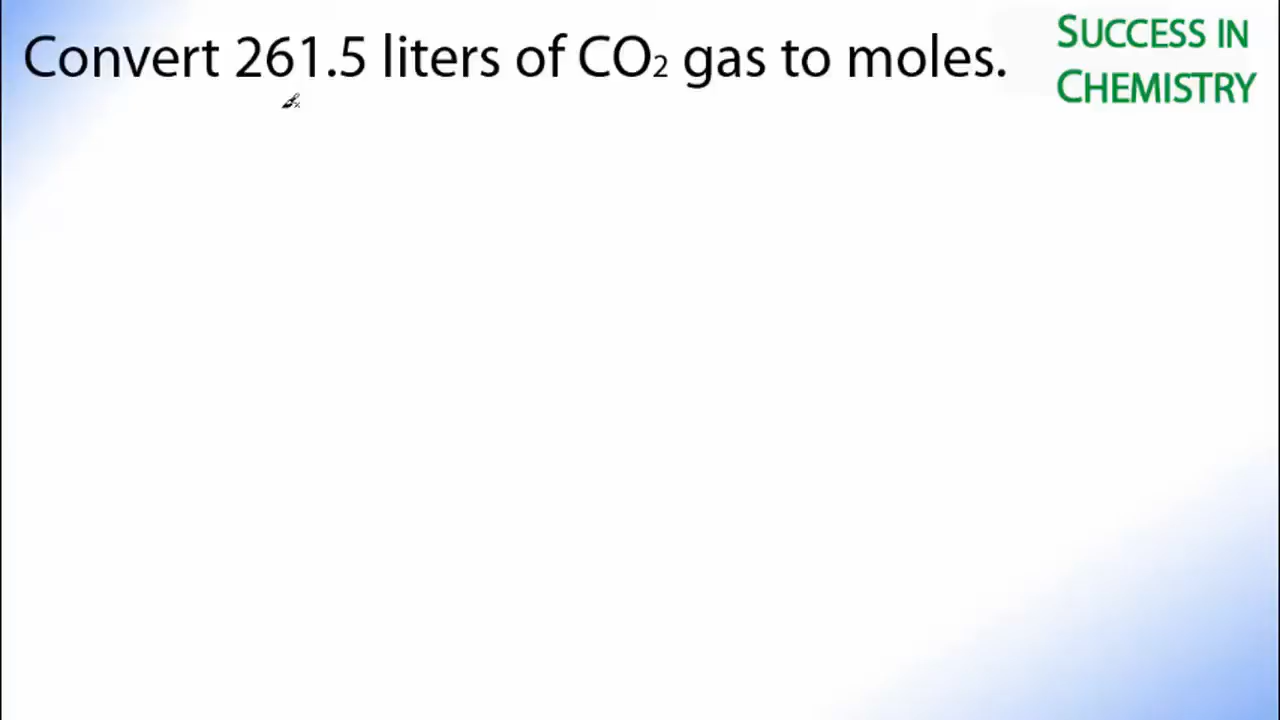 Convert 261.5 liters of CO₂ gas to moles.
SUCCESS IN
CHEMISTRY